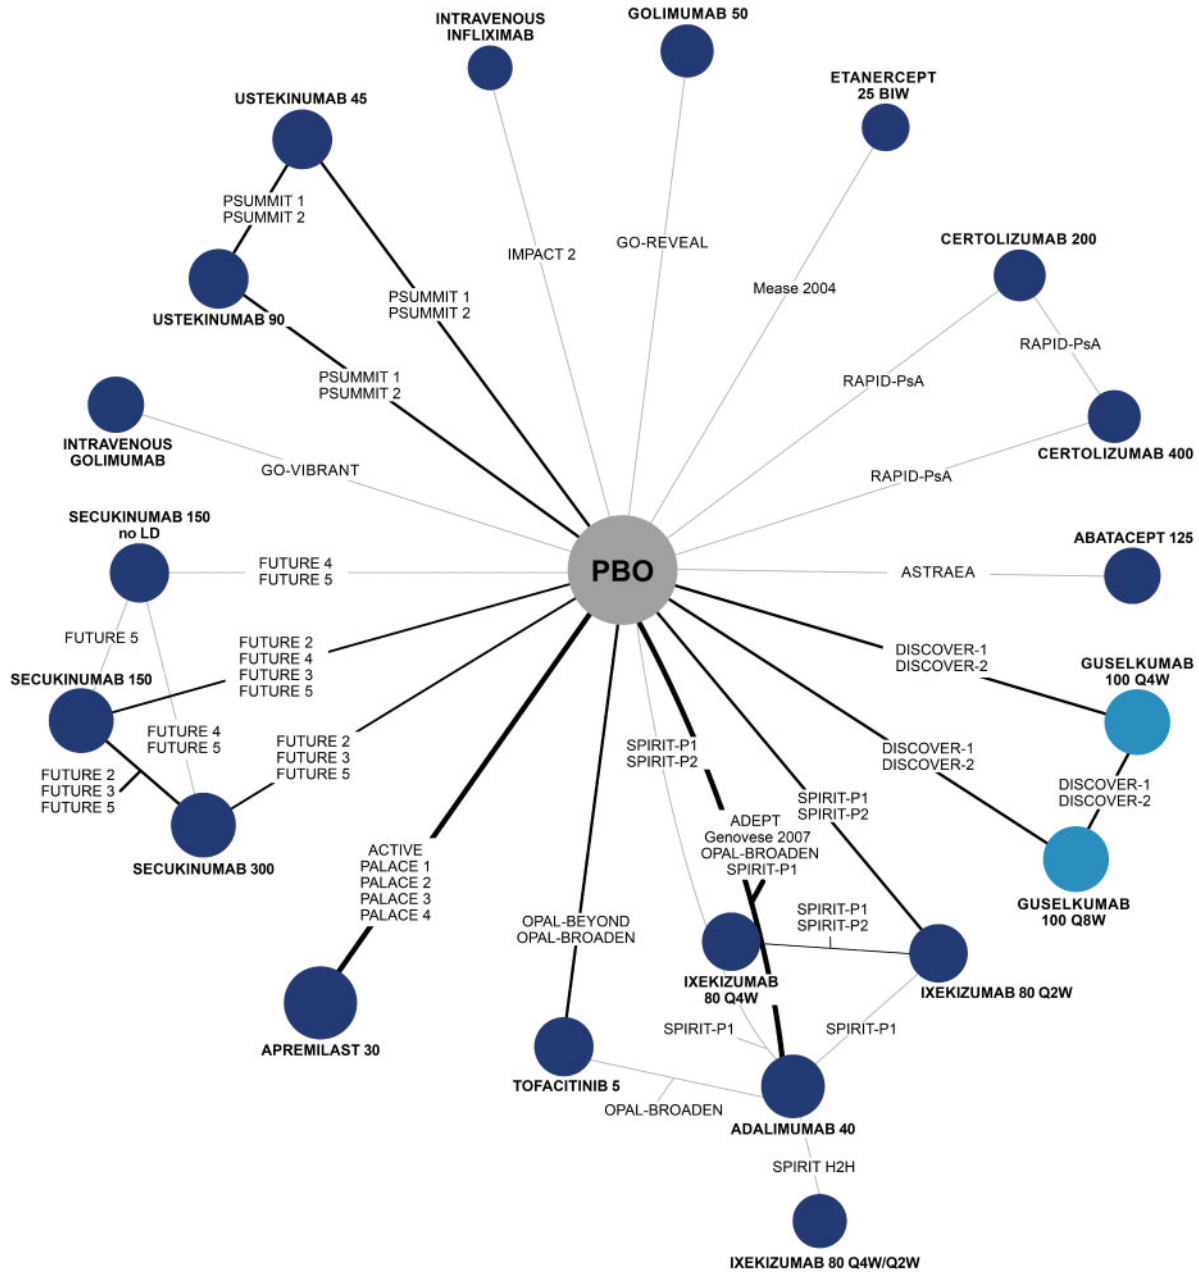 INTRAVENOUS
INFLIXIMAB
GOLIMUMAB 50
ETANERCEPT
25 BIW
USTEKINUMAB 45
PSUMMIT 1
PSUMMIT 2
IMPACT 2
GO-REVEAL
CERTOLIZUMAB 200
Mease 2004
PSUMMIT 1
PSUMMIT 2
USTEKINUMAB 90
RAPID-PsA
PSUMMIT 1
PSUMMIT 2
RAPID-PsA
INTRAVENOUS
GOLIMUMAB
GO-VIBRANT
CERTOLIZUMAB 400
RAPID-PsA
SECUKINUMAB 150
no LD
ABATACEPT 125
FUTURE 4
FUTURE 5
PBO
ASTRAEA
FUTURE 5
FUTURE 2
FUTURE 4
FUTURE 3
FUTURE 5
DISCOVER-1
DISCOVER-2
GUSELKUMAB
100 Q4W
SECUKINUMAB 150
FUTURE 4
FUTURE 5
FUTURE 2
FUTURE 3
FUTURE 5
SPIRIT-P1
SPIRIT-P2
DISCOVER-1
DISCOVER-2
FUTURE 2
FUTURE 3
FUTURE 5
SPIRIT-P1
SPIRIT-P2
DISCOVER-1
DISCOVER-2
ADEPT
Genovese 2007
OPAL-BROADEN
SPIRIT-P1
SECUKINUMAB 300
ACTIVE
PALACE 1
PALACE 2
PALACE 3
PALACE 4
GUSELKUMAB
100 Q8W
OPAL-BEYOND
OPAL-BROADEN
SPIRIT-P1
SPIRIT-P2
IXEKIZUMAB
80 Q4W
IXEKIZUMAB 80 Q2W
APREMILAST 30
SPIRIT-P1
SPIRIT-P1
TOFACITINIB 5
OPAL-BROADEN
ADALIMUMAB 40
SPIRIT H2H
IXEKIZUMAB 80 Q4W/Q2W